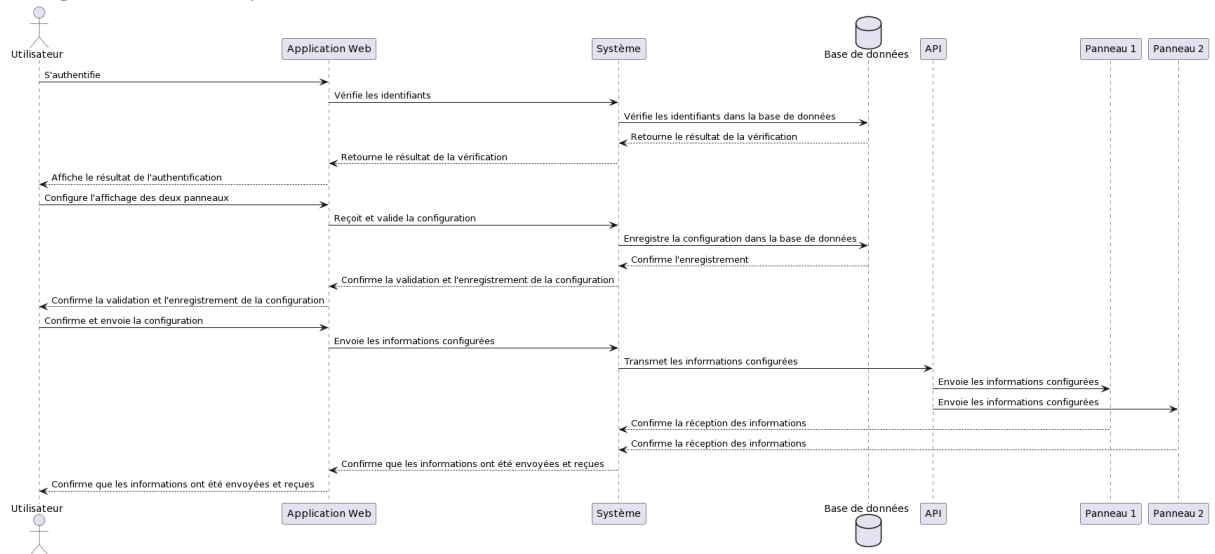 Utilisateur
Application Web
Système
Base de données
API
Panneau 1
Panneau 2
S'authentifie
Vérifie les identifiants
Vérifie les identifiants dans la base de données
Retourne le résultat de la vérification
Retourne le résultat de la vérification
Affiche le résultat de l'authentification
Configure l'affichage des deux panneaux
Reçoit et valide la configuration
Enregistre la configuration dans la base de données
Confirme l'enregistrement
Confirme la validation et l'enregistrement de la configuration
Confirme la validation et l'enregistrement de la configuration
Confirme et envoie la configuration
Envoie les informations configurées
Transmet les informations configurées
Envoie les informations configurées
Envoie les informations configurées
Confirme la réception des informations
Confirme la réception des informations
Confirme que les informations ont été envoyées et reçues
Confirme que les informations ont été envoyées et reçues
Utilisateur
Application Web
Système
Base de données
API
Panneau 1
Panneau 2